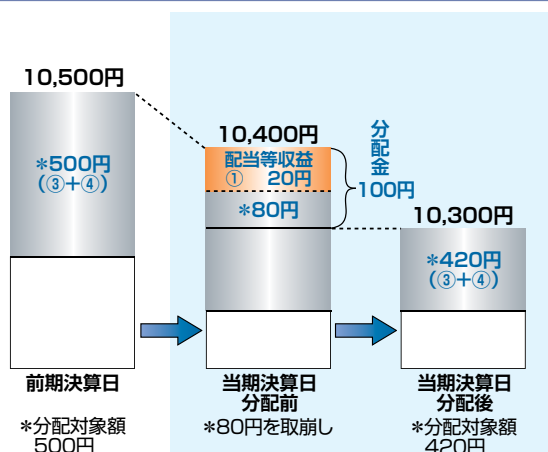 10,500円
＊500円
（③+④）
前期決算日
＊分配対象額
500円
10,400円
配当等収益
① 20円
＊80円
分配金
100円
当期決算日
分配前
＊80円を取崩し
10,300円
＊420円
（③+④）
当期決算日
分配後
＊分配対象額
420円